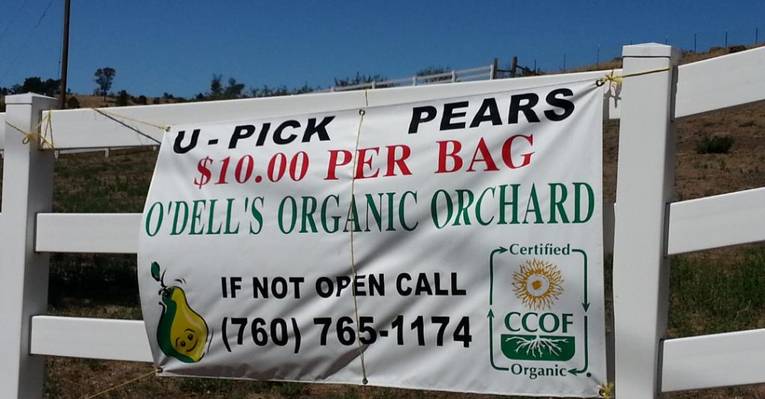 U-PICK PEARS
$10.00 PER BAG
O'DELL'S ORGANIC ORCHARD
IF NOT OPEN CALL
(760) 765-1174
Certified
CCOF
Organic